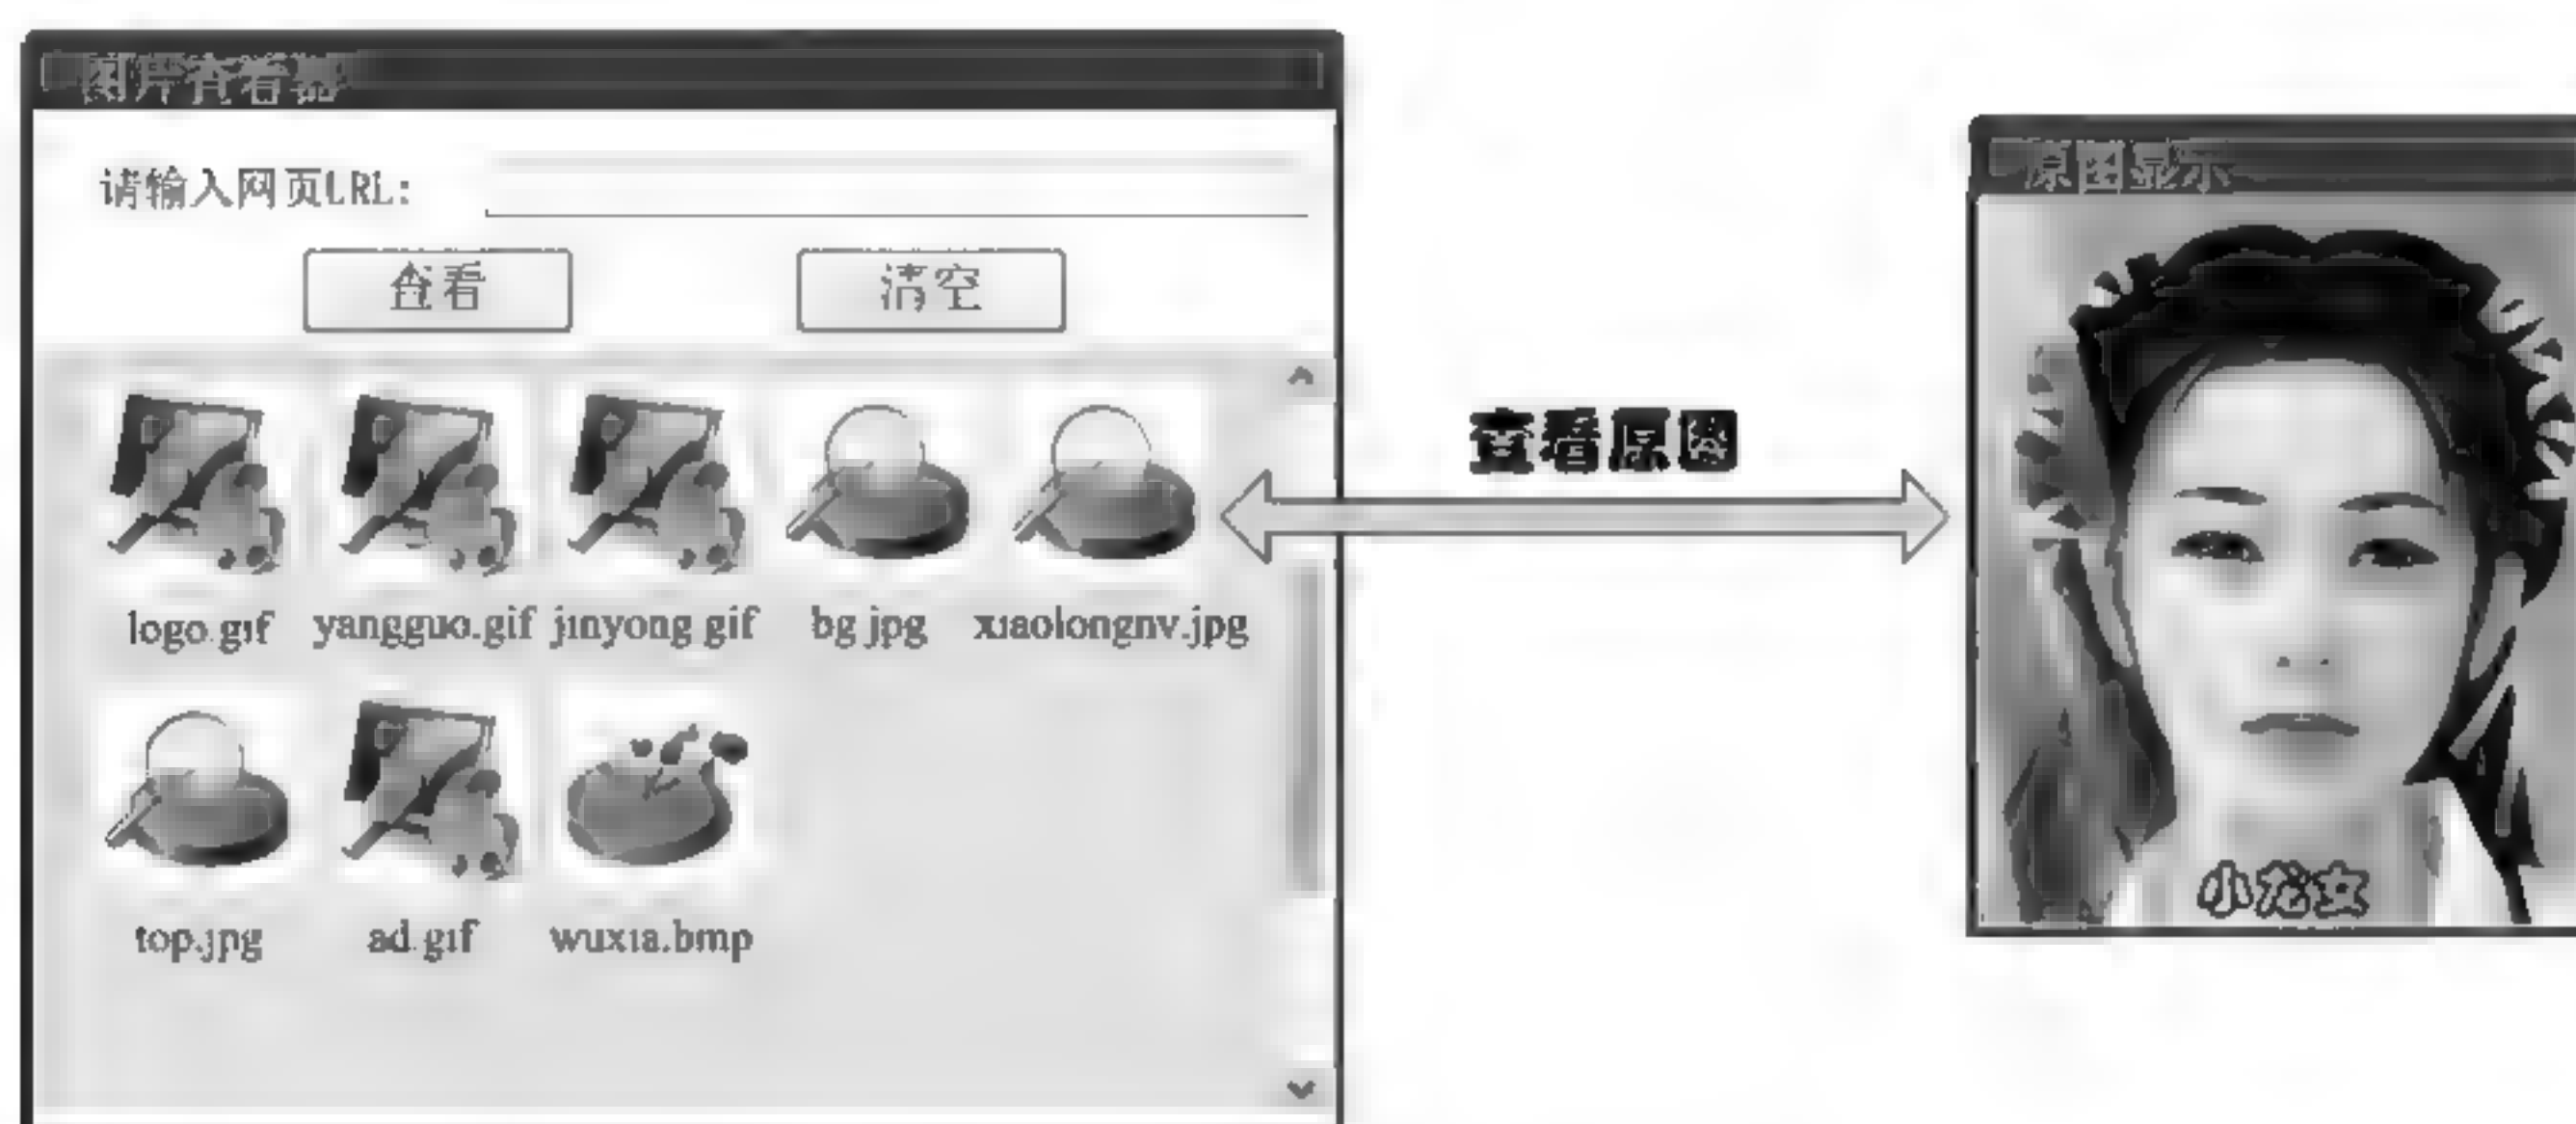 图片查看器
请输入网页URL:
查看 清空
logo.gif yangguo.gif jinyong.gif bg.jpg xiaolongnv.jpg
top.jpg ad.gif wuxia.bmp
查看原图
原图显示
小龙女